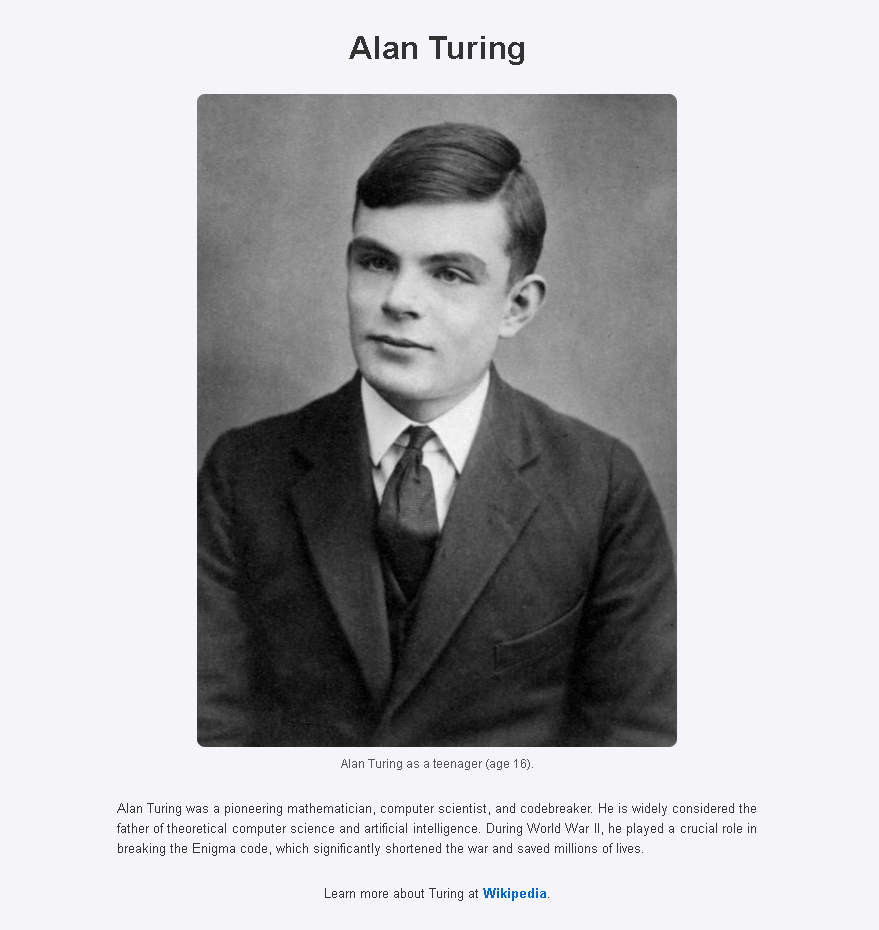 Alan Turing
Alan Turing as a teenager (age 16).
Alan Turing was a pioneering mathematician, computer scientist, and codebreaker. He is widely considered the
father of theoretical computer science and artificial intelligence. During World War II, he played a crucial role in
breaking the Enigma code, which significantly shortened the war and saved millions of lives.
Learn more about Turing at Wikipedia.